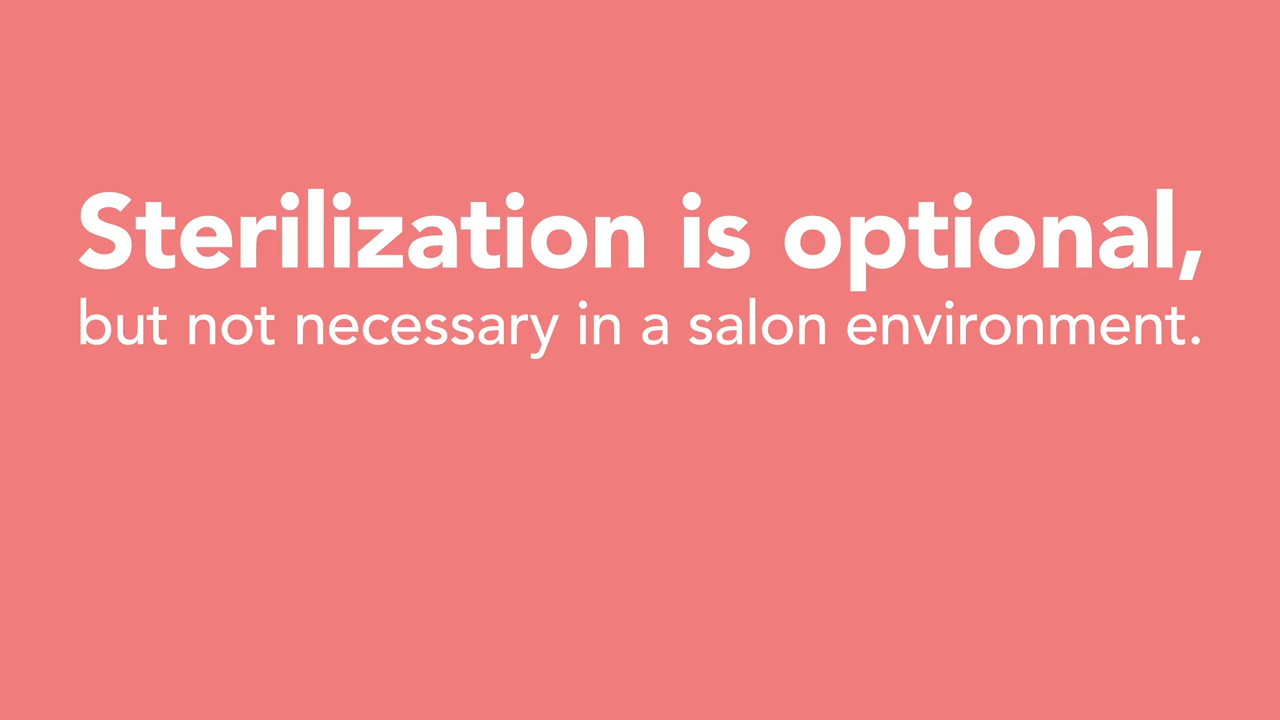 Sterilization is optional,
but not necessary in a salon environment.